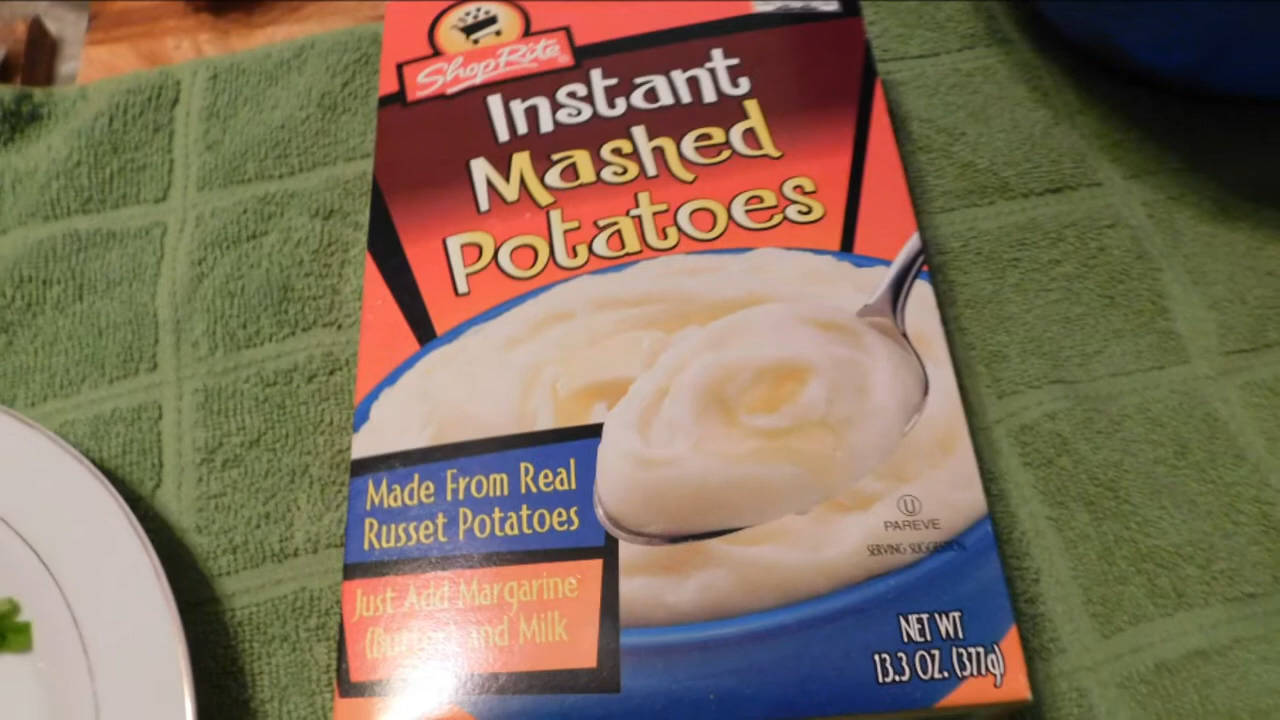 ShopRite®
Instant
Mashed
Potatoes
Made From Real
Russet Potatoes
Just Add Margarine
(Butter) and Milk
U
PAREVE
SERVING SUGGESTION
NET WT
13.3 OZ. (377g)